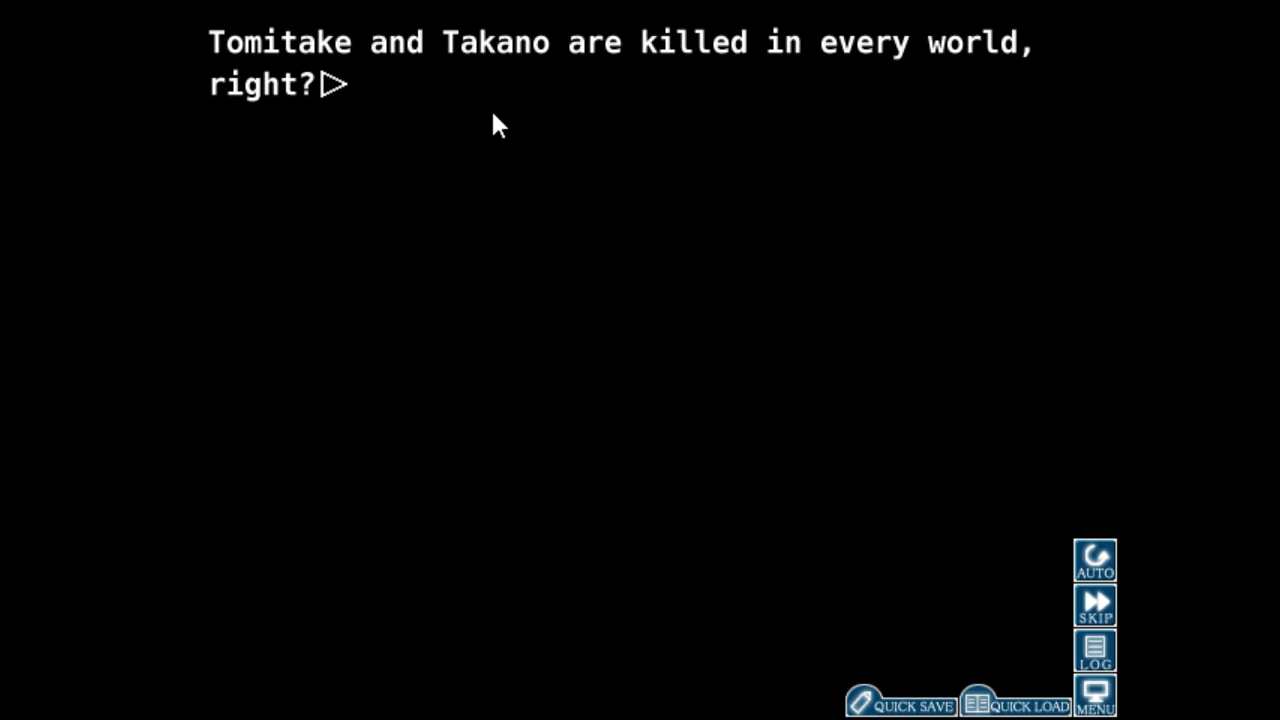 Tomitake and Takano are killed in every world,
right?
AUTO
SKIP
LOG
QUICK SAVE
QUICK LOAD
MENU